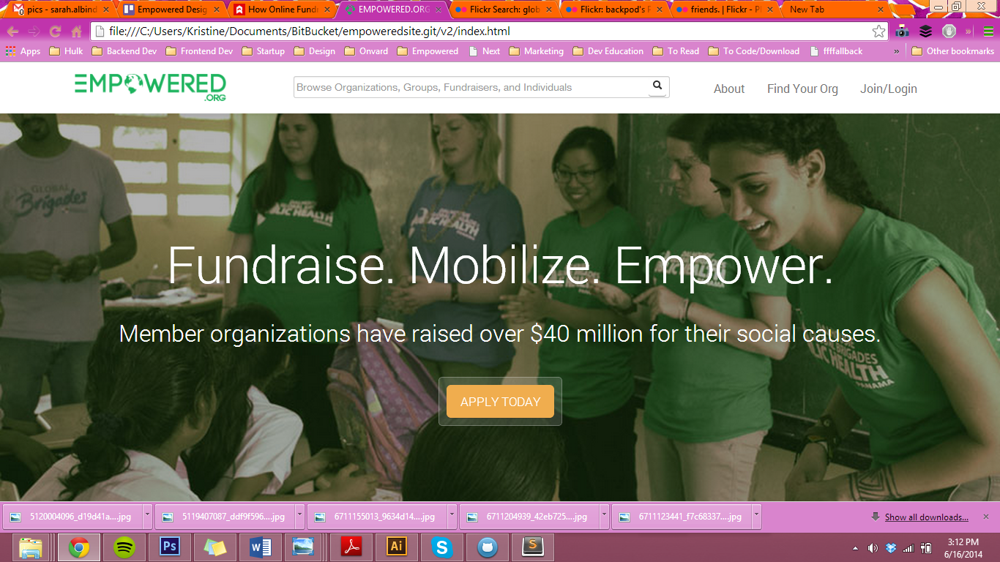 pics - sarah.albind
Empowered Desig
How Online Fundr
EMPOWERED.ORG
Flickr Search: glob
Flickr: backpod's P
friends. | Flickr - P
New Tab
file:///C:/Users/Kristine/Documents/BitBucket/empoweredsite.git/v2/index.html
Apps Hulk Backend Dev Frontend Dev Startup Design Onvard Empowered Next Marketing Dev Education To Read To Code/Download ffffallback » Other bookmarks
EMPOWERED
.ORG
Browse Organizations, Groups, Fundraisers, and Individuals
About Find Your Org Join/Login
GLOBAL
Brigades
PUBLIC HEALTH
BRIGADES
PUBLIC HEALTH
PANAMA
Fundraise. Mobilize. Empower.
Member organizations have raised over $40 million for their social causes.
APPLY TODAY
5120004096_d19d41a....jpg
5119407087_ddf9f596....jpg
6711155013_9634d14....jpg
6711204939_42eb725....jpg
6711123441_f7c68337....jpg
Show all downloads...
Ps
W
Ai
S
S
3:12 PM
6/16/2014